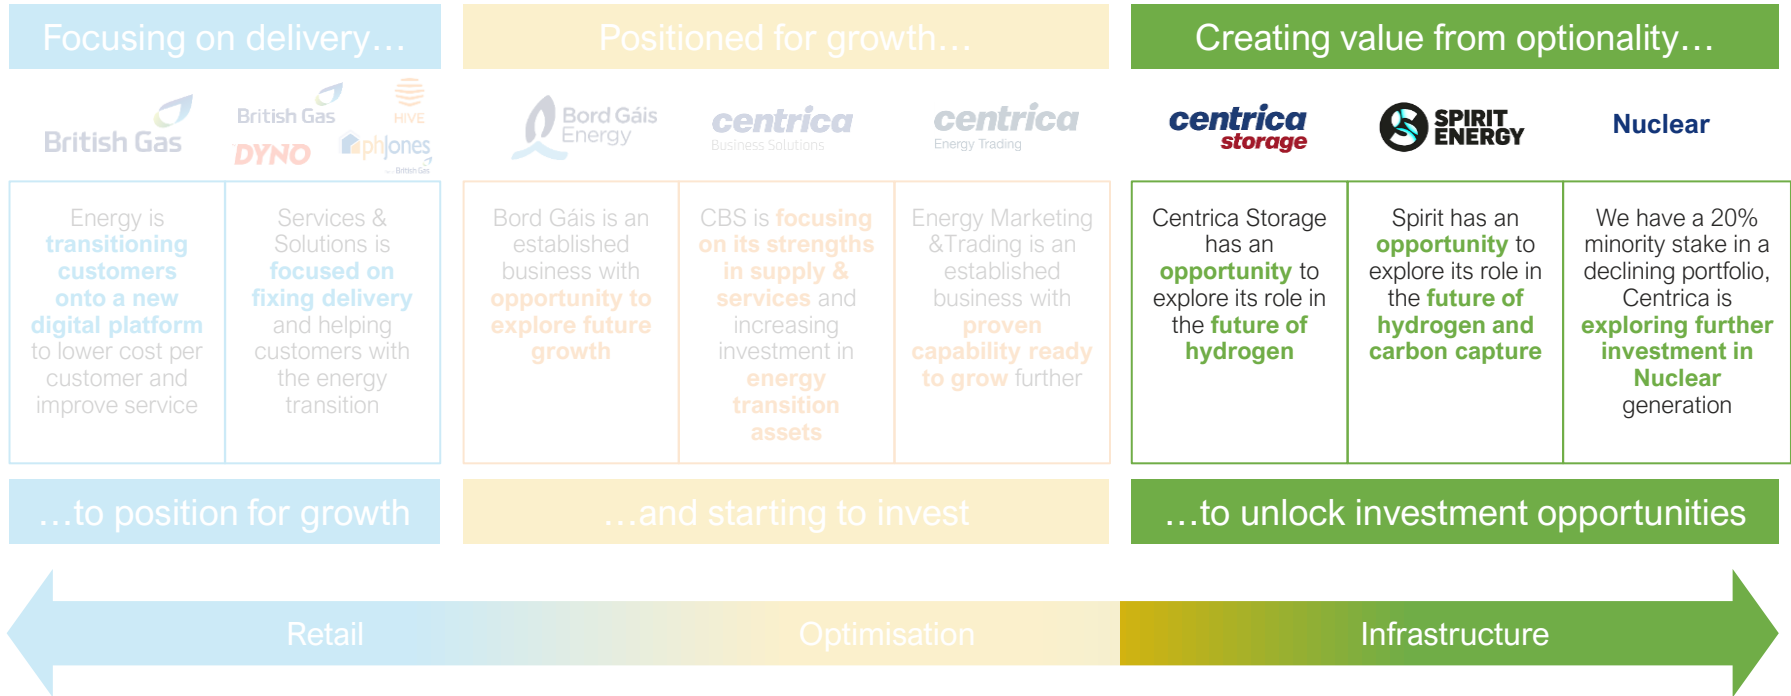 Focusing on delivery…
British Gas
British Gas
HIVE
DYNO
phJones
British Gas
Energy is
transitioning
customers
onto a new
digital platform
to lower cost per
customer and
improve service
Services &
Solutions is
focused on
fixing delivery
and helping
customers with
the energy
transition
…to position for growth
Positioned for growth…
Bord Gáis
Energy
centrica
Business Solutions
centrica
Energy Trading
Bord Gáis is an
established
business with
opportunity to
explore future
growth
CBS is focusing
on its strengths
in supply &
services and
increasing
investment in
energy
transition
assets
Energy Marketing
&Trading is an
established
business with
proven
capability ready
to grow further
…and starting to invest
Creating value from optionality…
centrica
storage
SPIRIT
ENERGY
Nuclear
Centrica Storage
has an
opportunity to
explore its role in
the future of
hydrogen
Spirit has an
opportunity to
explore its role in
the future of
hydrogen and
carbon capture
We have a 20%
minority stake in a
declining portfolio,
Centrica is
exploring further
investment in
Nuclear
generation
…to unlock investment opportunities
Retail
Optimisation
Infrastructure